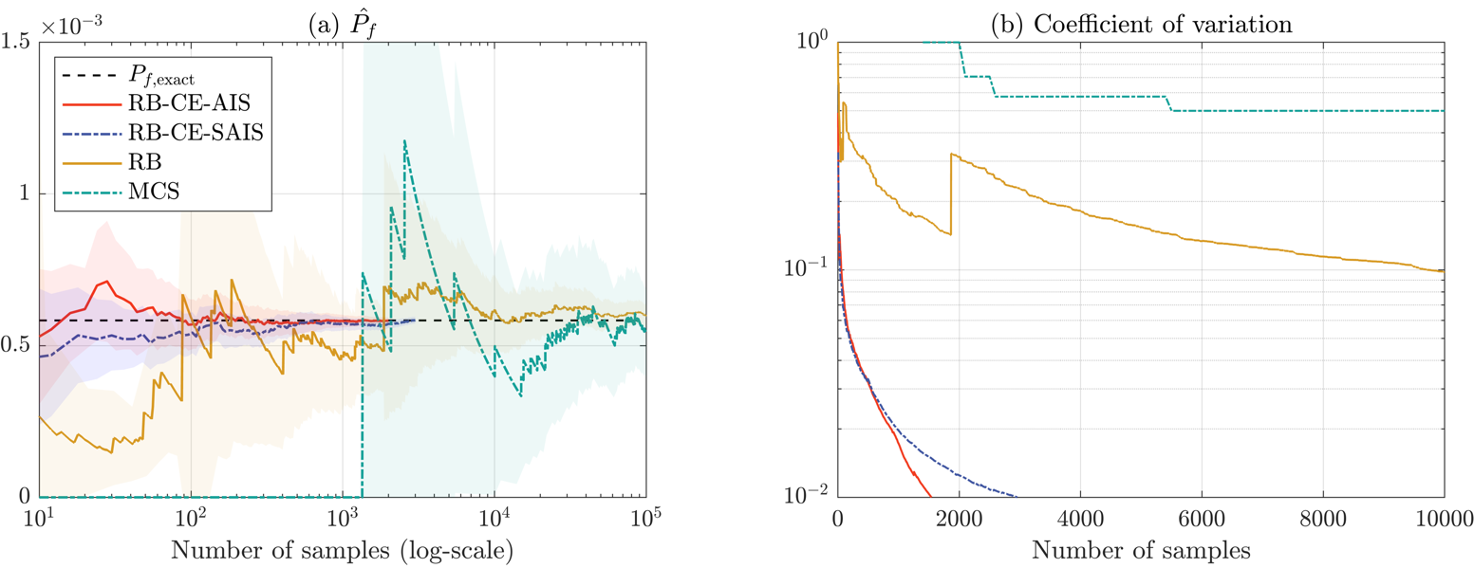 (a) P̂_f
×10⁻³
1.5
1
0.5
0
P_{f,exact}
RB-CE-AIS
RB-CE-SAIS
RB
MCS
10¹ 10² 10³ 10⁴ 10⁵
Number of samples (log-scale)
(b) Coefficient of variation
10⁰
10⁻¹
10⁻²
0 2000 4000 6000 8000 10000
Number of samples